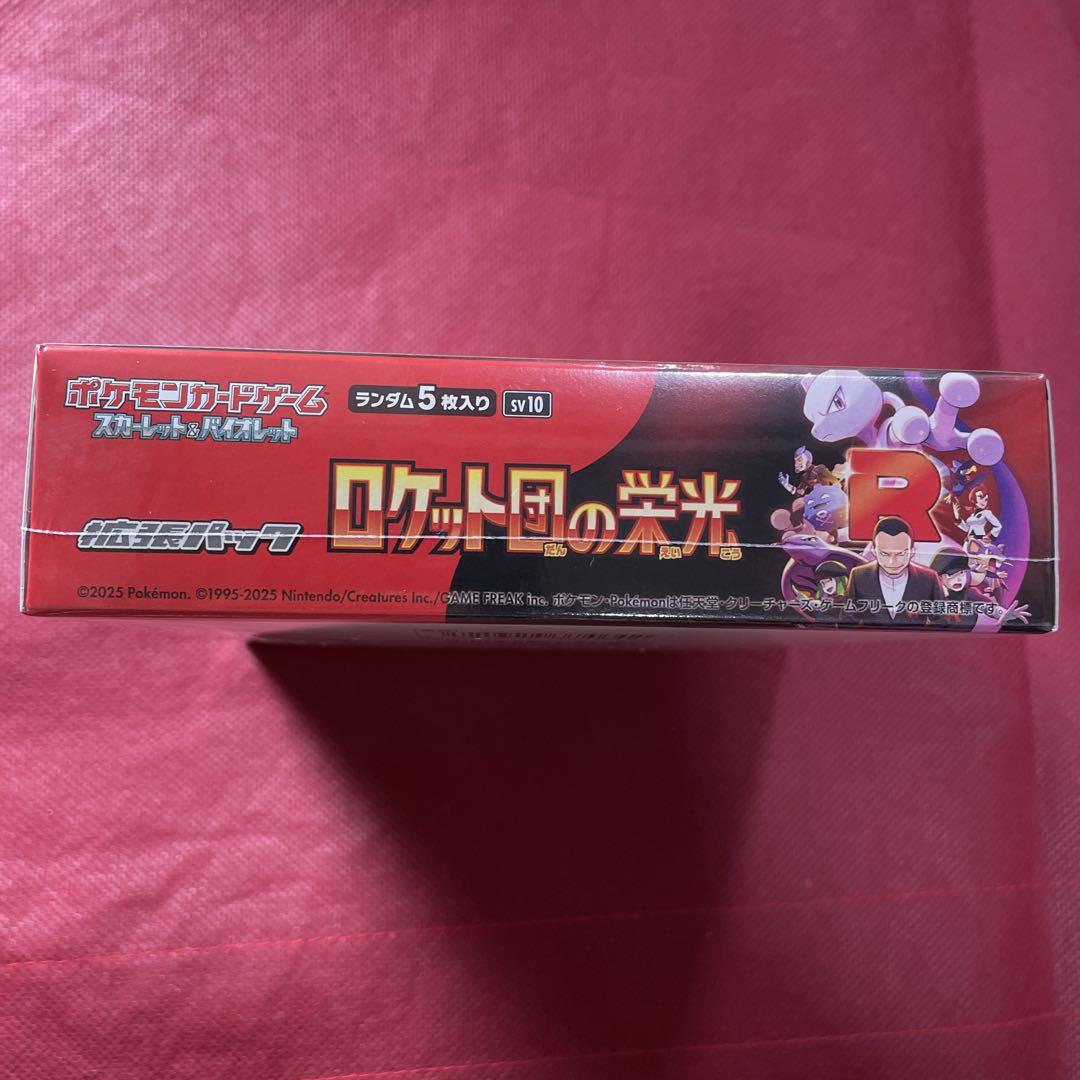 ポケモンカードゲーム
スカーレット&バイオレット
ランダム5枚入り
SV10
拡張パック
ロケット団の栄光
だん えい こう
R
©2025 Pokémon. ©1995-2025 Nintendo/Creatures Inc./GAME FREAK inc. ポケモン・Pokémonは任天堂・クリーチャーズ・ゲームフリークの登録商標です。